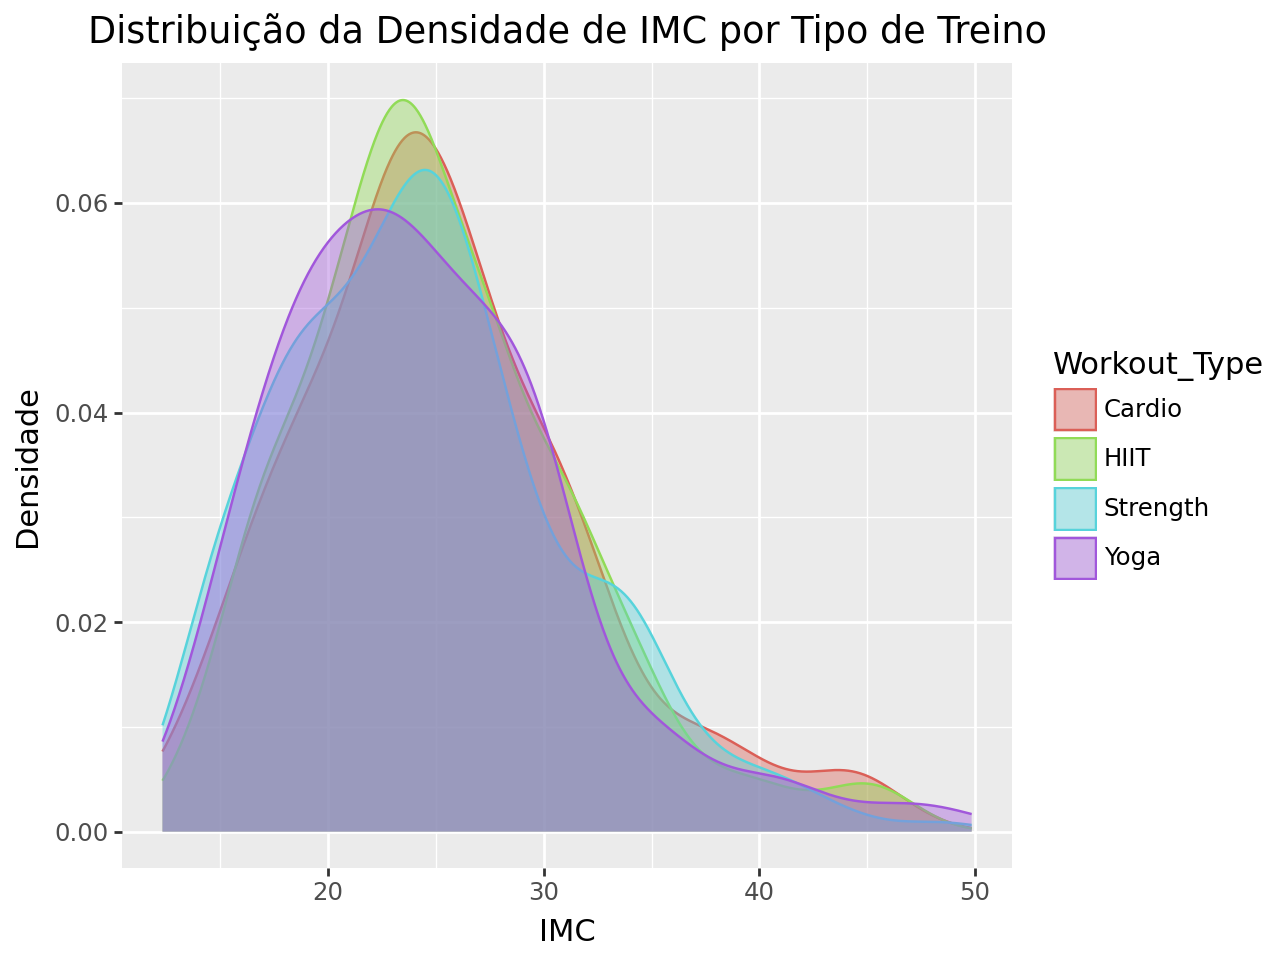 Distribuição da Densidade de IMC por Tipo de Treino
Densidade
0.06
0.04
0.02
0.00
20
30
40
50
IMC
Workout_Type
Cardio
HIIT
Strength
Yoga